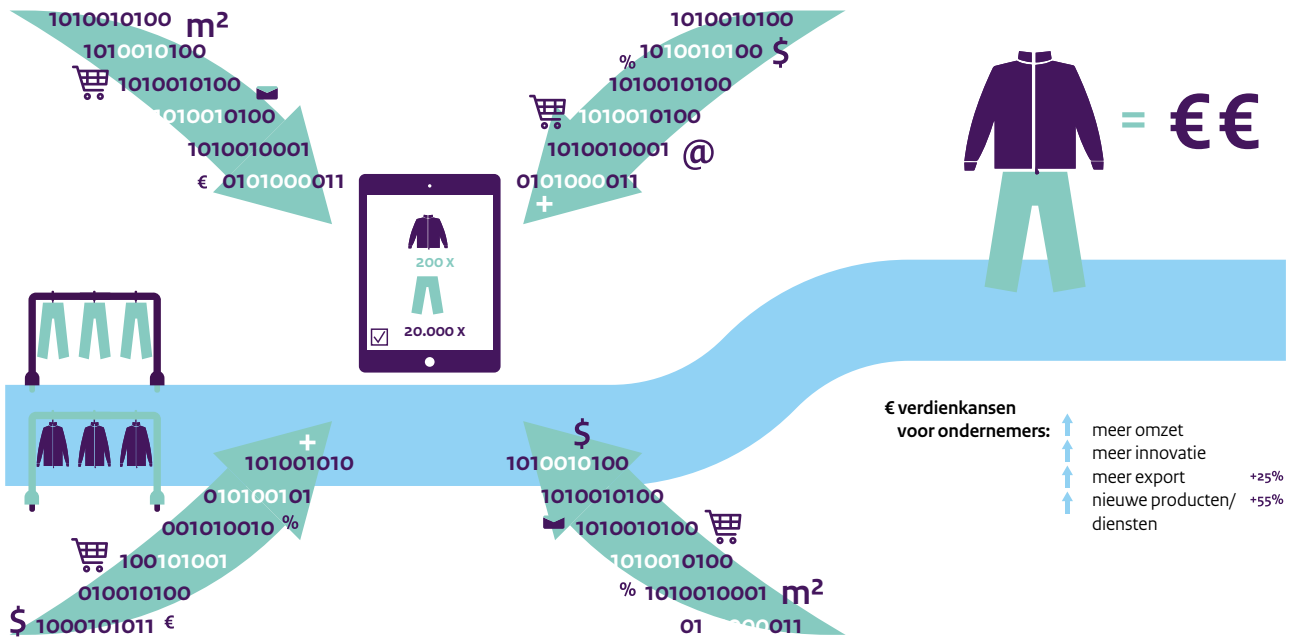 1010010100 m²
1010010100
1010010100
1010010100
1010010001
€ 0101000011
1010010100
% 1010010100 $
1010010100
1010010100
1010010001 @
0101000011
+
200 X
20.000 X
= €€
+
101001010
010100101
001010010 %
100101001
010010100
$ 1000101011 €
$
1010010100
1010010100
1010010100
1010010100
% 1010010001 m²
01 000011
€ verdienkansen
voor ondernemers:
meer omzet
meer innovatie
meer export +25%
nieuwe producten/ +55%
diensten